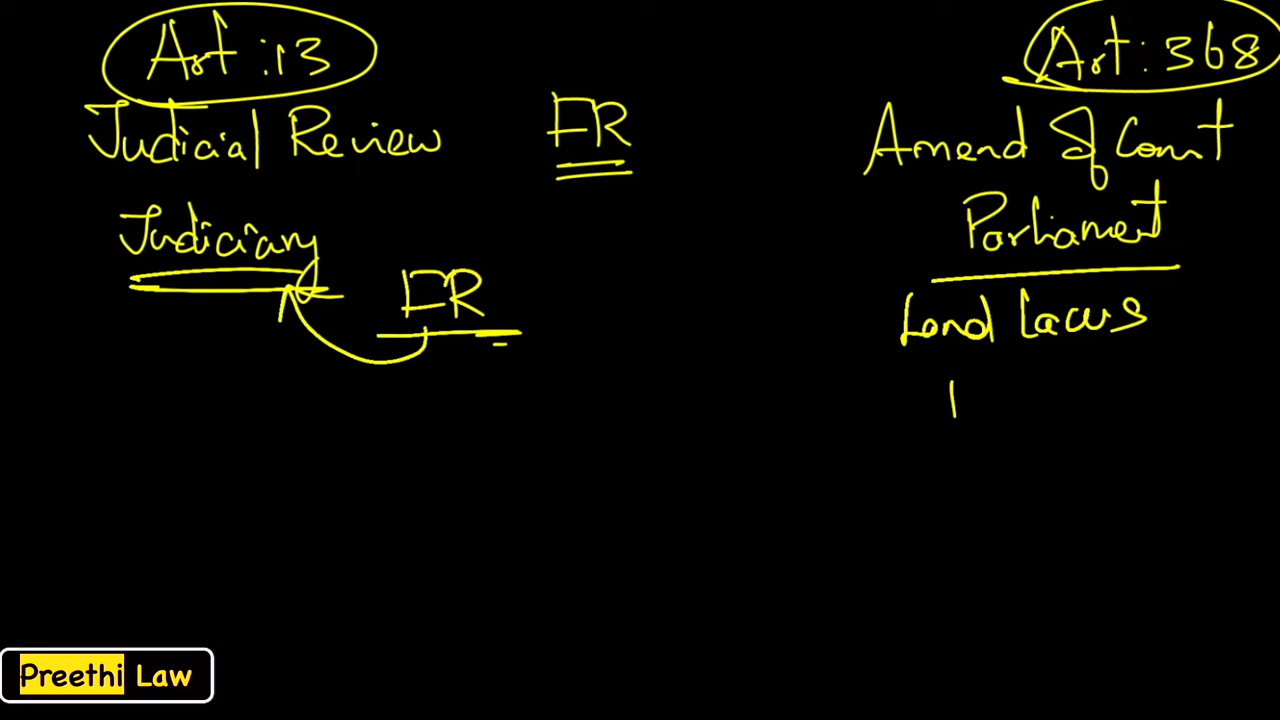 Art :13
Judicial Review
FR
Judiciary
FR
Art : 368
Amend of Const
Parliament
Land Laws
Preethi Law